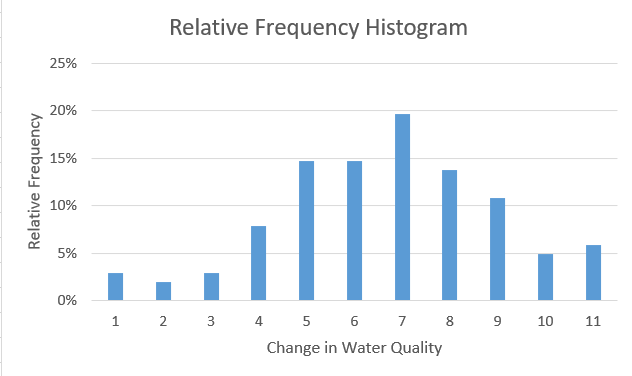 Relative Frequency Histogram
25%
20%
15%
10%
5%
0%
Relative Frequency
1 2 3 4 5 6 7 8 9 10 11
Change in Water Quality